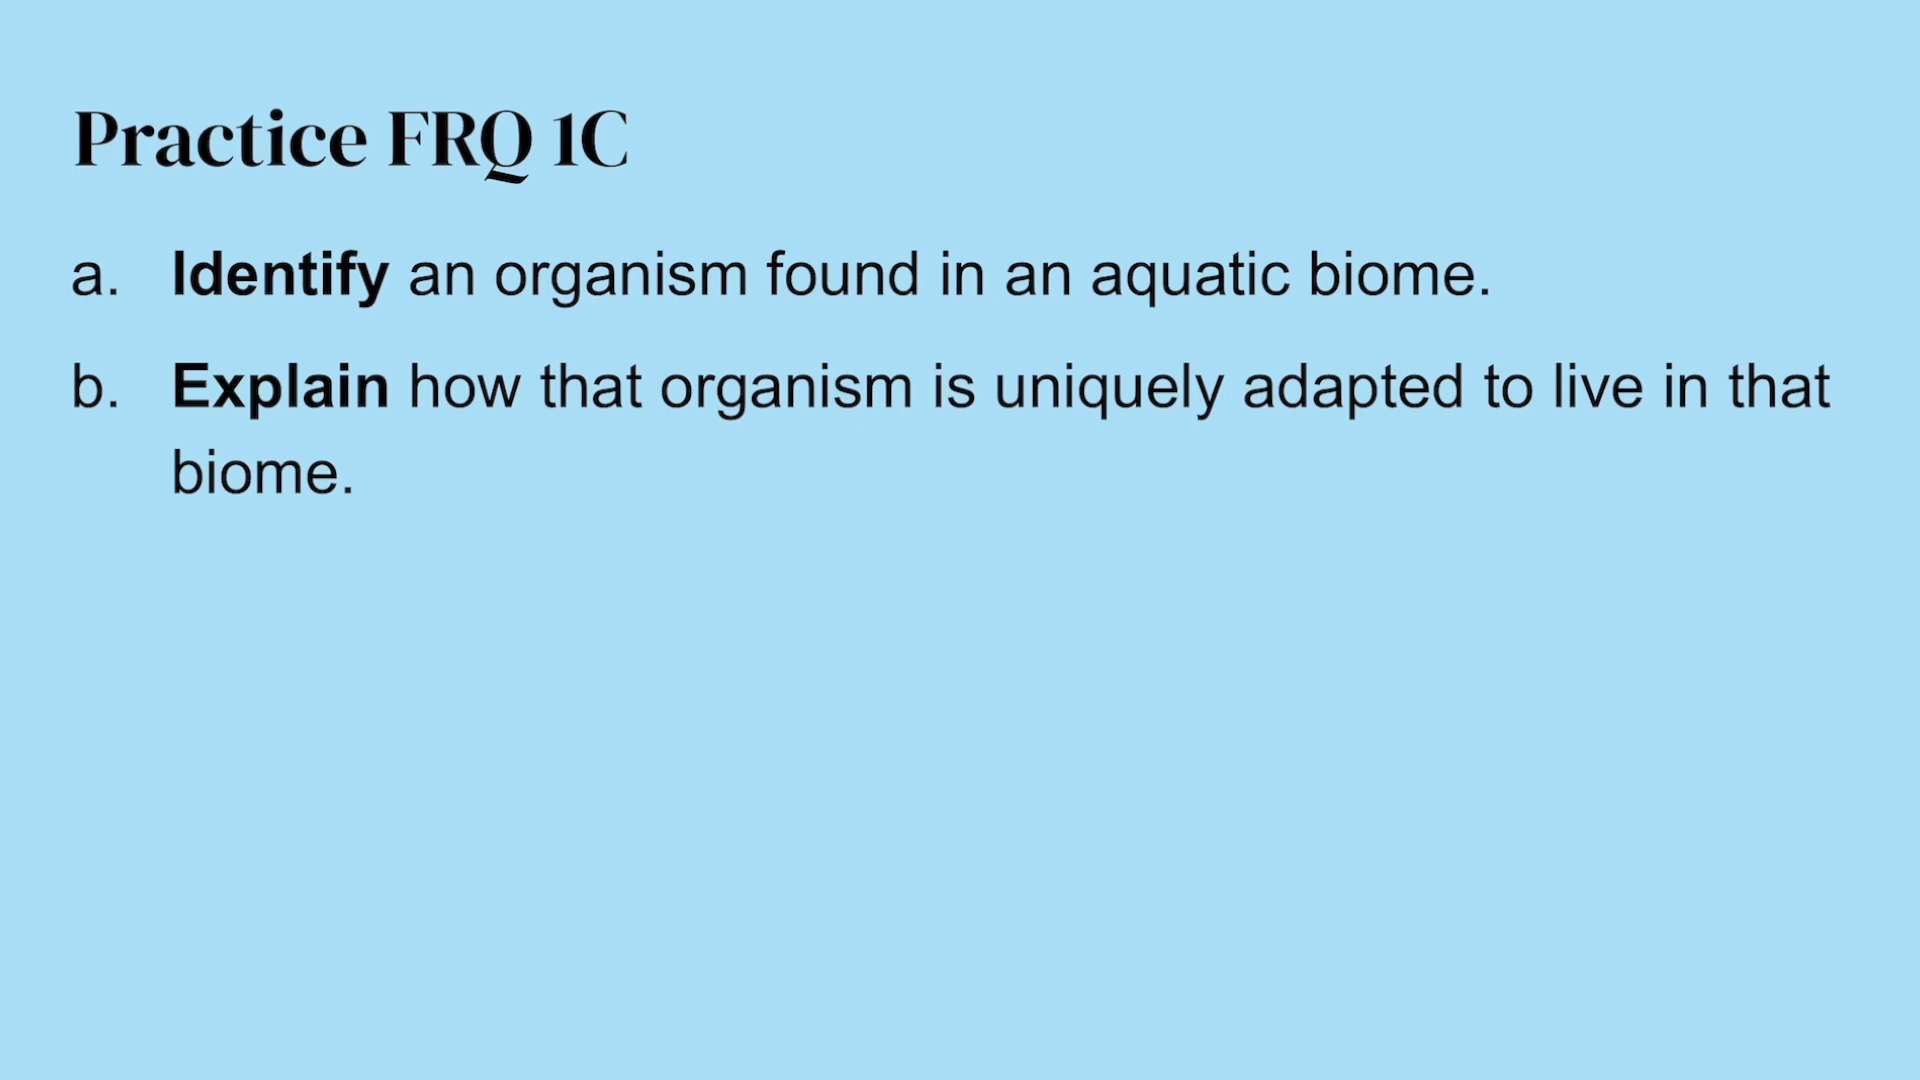 Practice FRQ 1C
a. Identify an organism found in an aquatic biome.
b. Explain how that organism is uniquely adapted to live in that
biome.